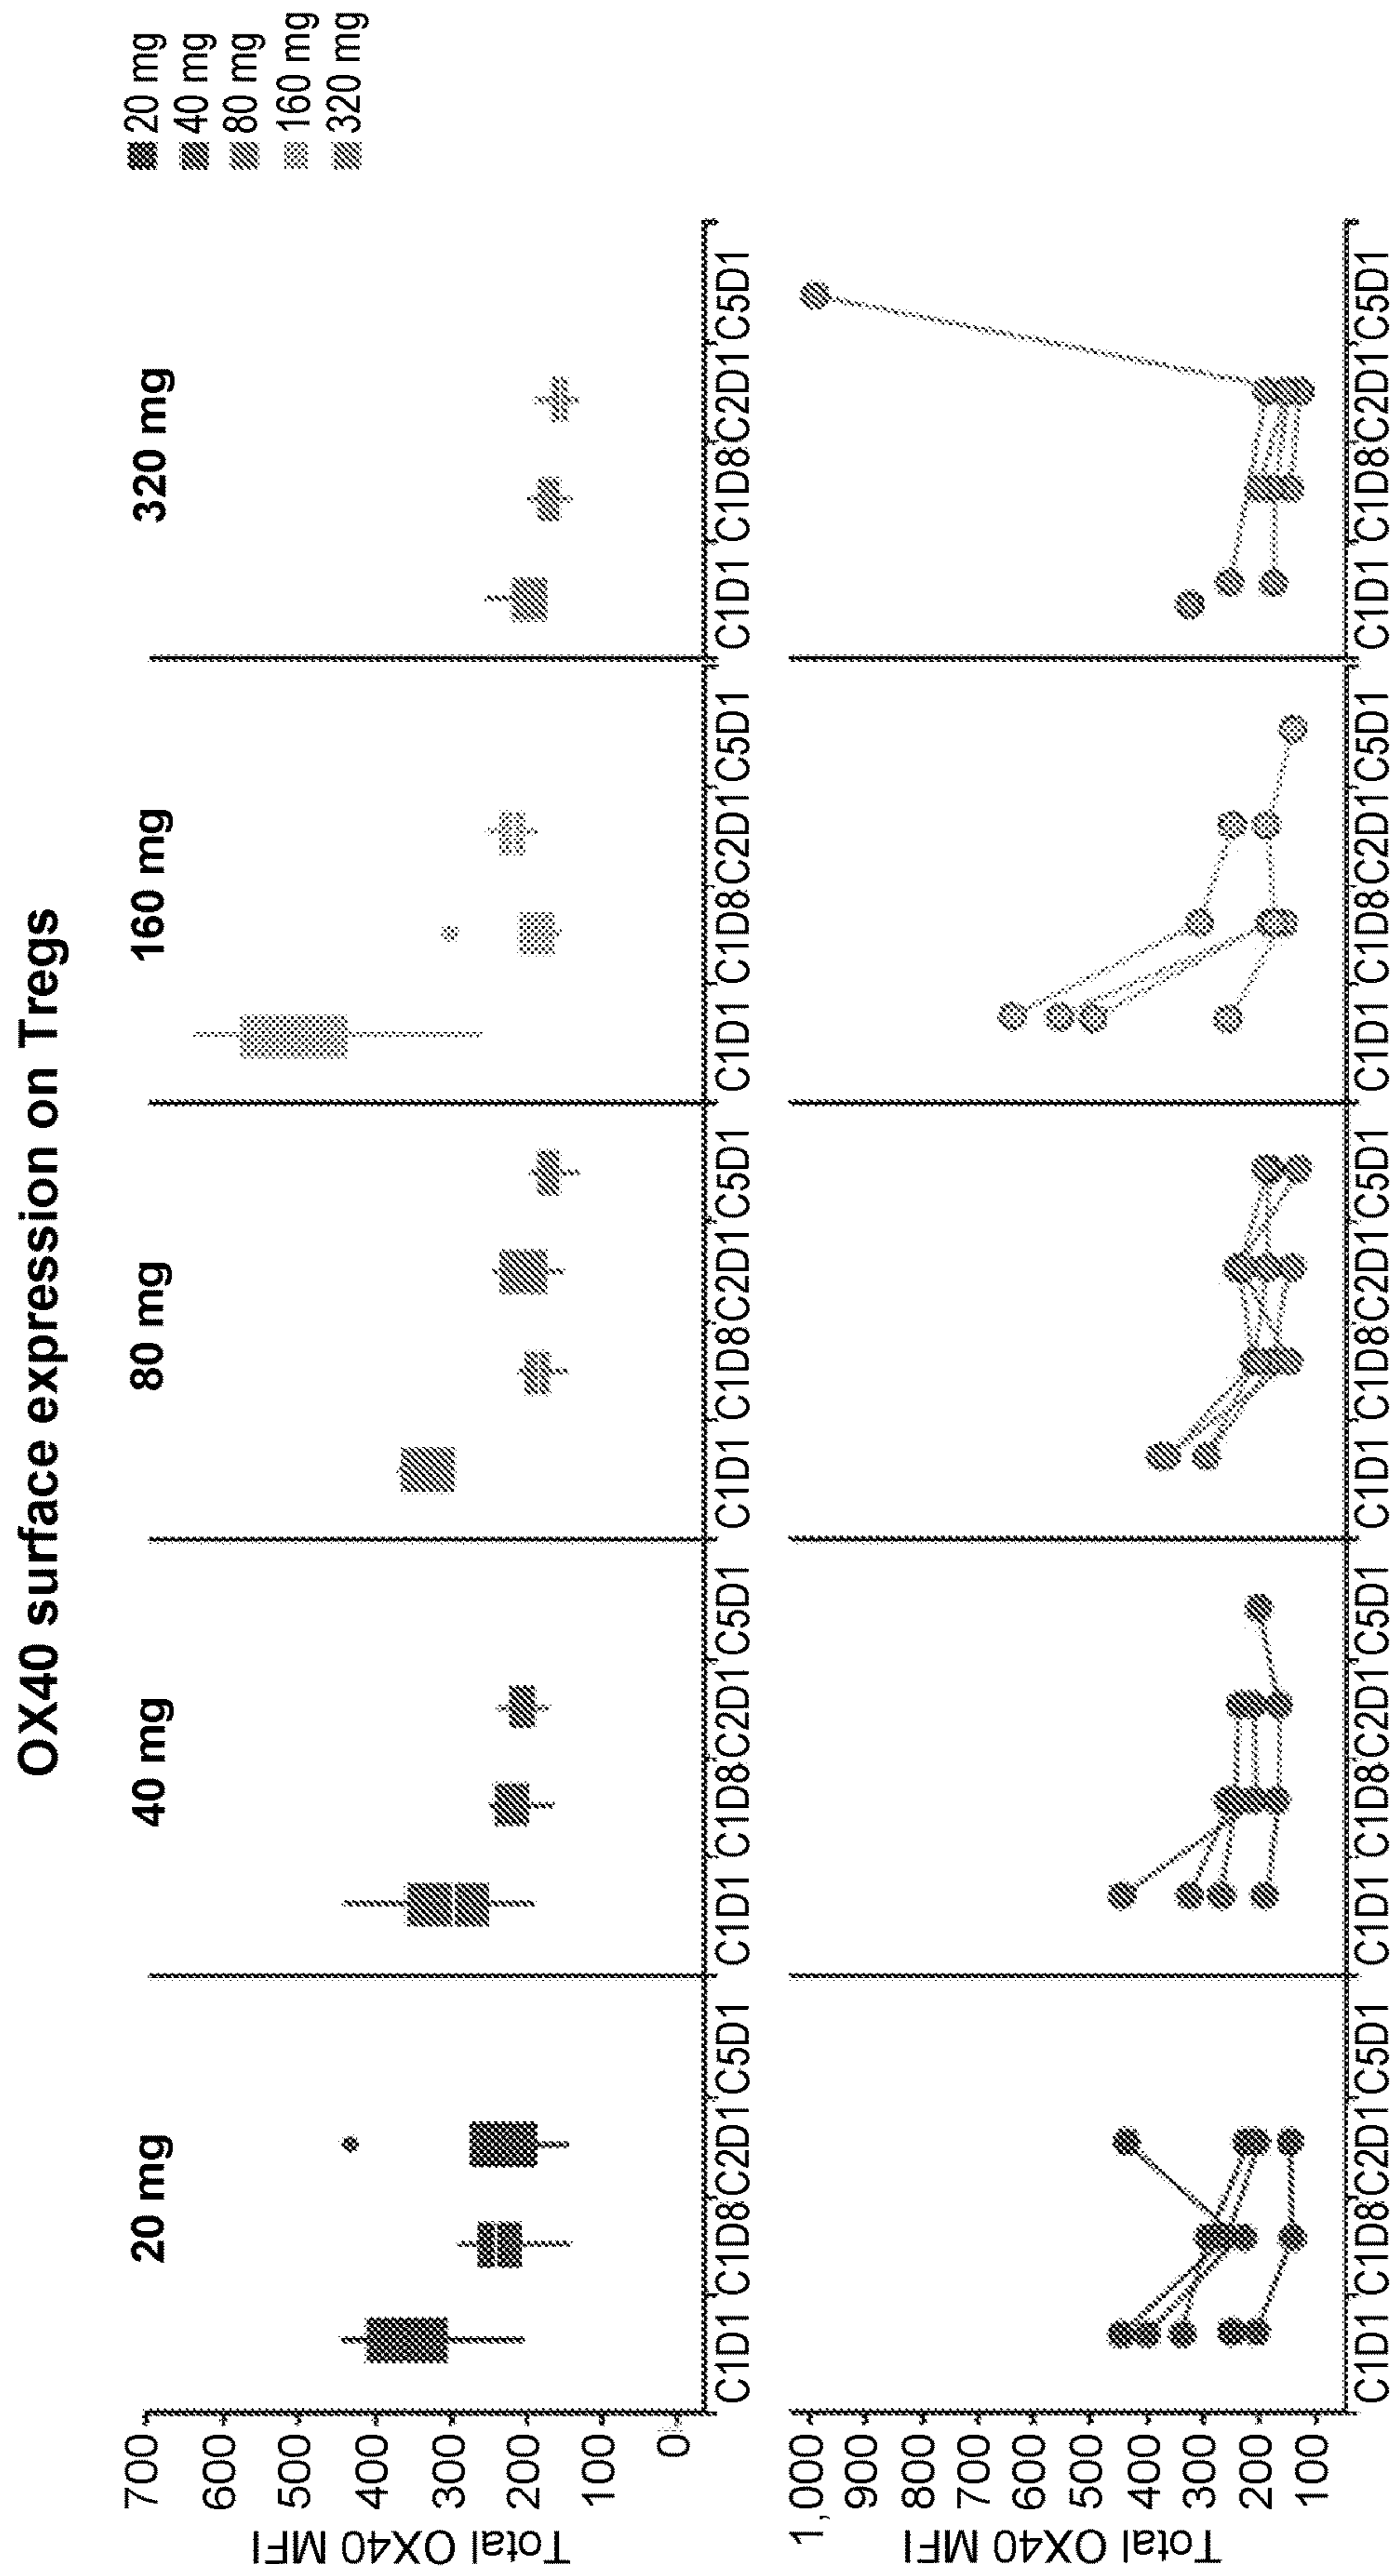 OX40 surface expression on Tregs
20 mg
40 mg
80 mg
160 mg
320 mg
20 mg
40 mg
80 mg
160 mg
320 mg
Total OX40 MFI
700
600
500
400
300
200
100
0
C1D1 C1D8 C2D1 C5D1
C1D1 C1D8 C2D1 C5D1
C1D1 C1D8 C2D1 C5D1
C1D1 C1D8 C2D1 C5D1
C1D1 C1D8 C2D1 C5D1
Total OX40 MFI
1,000
900
800
700
600
500
400
300
200
100
C1D1 C1D8 C2D1 C5D1
C1D1 C1D8 C2D1 C5D1
C1D1 C1D8 C2D1 C5D1
C1D1 C1D8 C2D1 C5D1
C1D1 C1D8 C2D1 C5D1